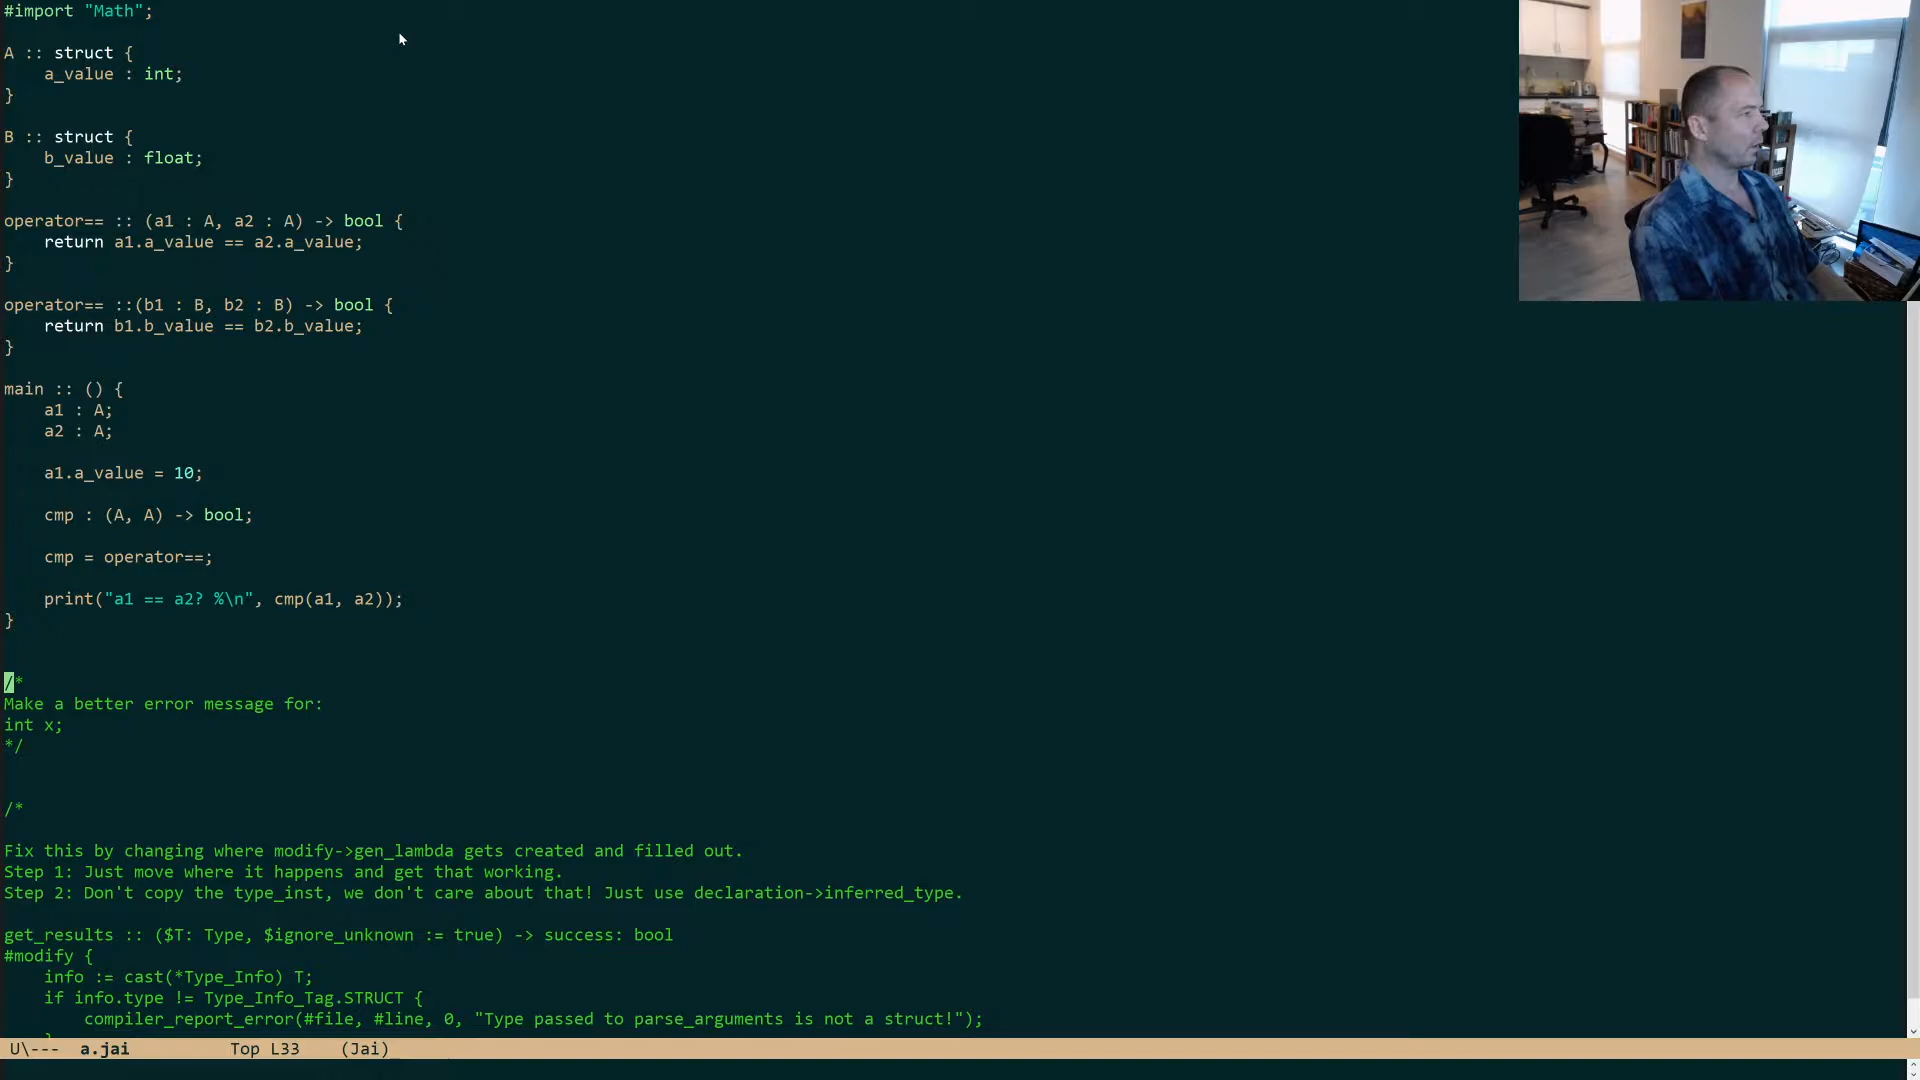 #import "Math";
A :: struct {
a_value : int;
}
B :: struct {
b_value : float;
}
operator== :: (a1 : A, a2 : A) -> bool {
return a1.a_value == a2.a_value;
}
operator== ::(b1 : B, b2 : B) -> bool {
return b1.b_value == b2.b_value;
}
main :: () {
a1 : A;
a2 : A;
a1.a_value = 10;
cmp : (A, A) -> bool;
cmp = operator==;
print("a1 == a2? %\n", cmp(a1, a2));
}
/*
Make a better error message for:
int x;
*/
/*
Fix this by changing where modify->gen_lambda gets created and filled out.
Step 1: Just move where it happens and get that working.
Step 2: Don't copy the type_inst, we don't care about that! Just use declaration->inferred_type.
get_results :: ($T: Type, $ignore_unknown := true) -> success: bool
#modify {
info := cast(*Type_Info) T;
if info.type != Type_Info_Tag.STRUCT {
compiler_report_error(#file, #line, 0, "Type passed to parse_arguments is not a struct!");
U\--- a.jai Top L33 (Jai)